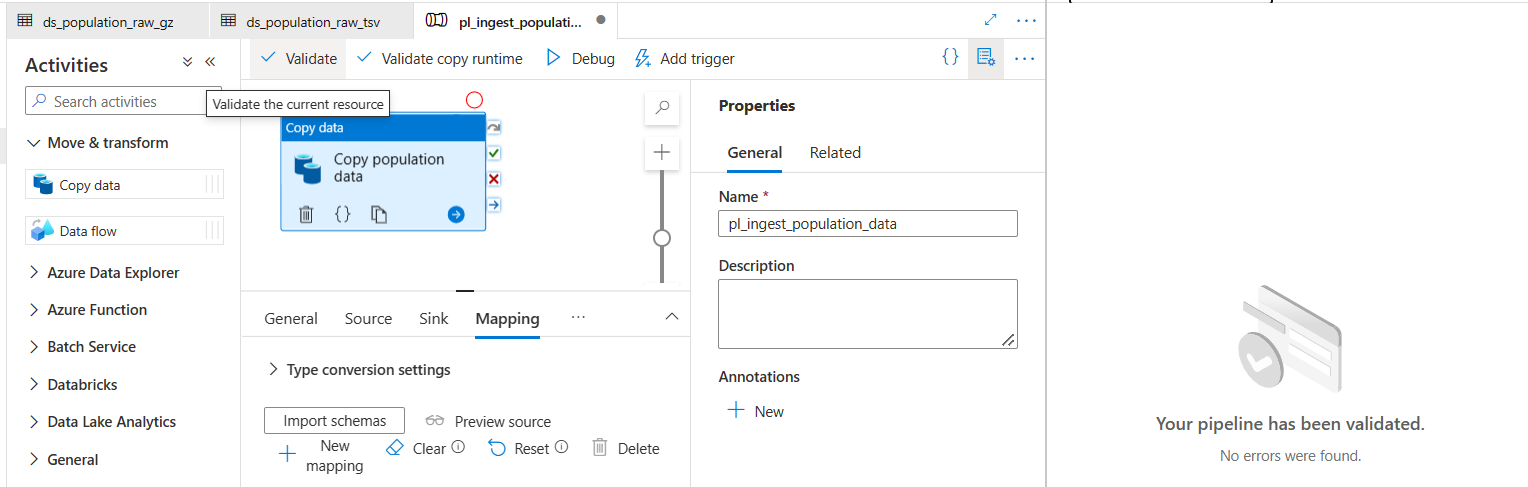 ds_population_raw_gz
ds_population_raw_tsv
pl_ingest_populati...
Activities
Search activities
Move & transform
Copy data
Data flow
Azure Data Explorer
Azure Function
Batch Service
Databricks
Data Lake Analytics
General
Validate
Validate copy runtime
Debug
Add trigger
Validate the current resource
Copy data
Copy population
data
General
Source
Sink
Mapping
Type conversion settings
Import schemas
Preview source
New
mapping
Clear
Reset
Delete
Properties
General
Related
Name *
pl_ingest_population_data
Description
Annotations
New
Your pipeline has been validated.
No errors were found.